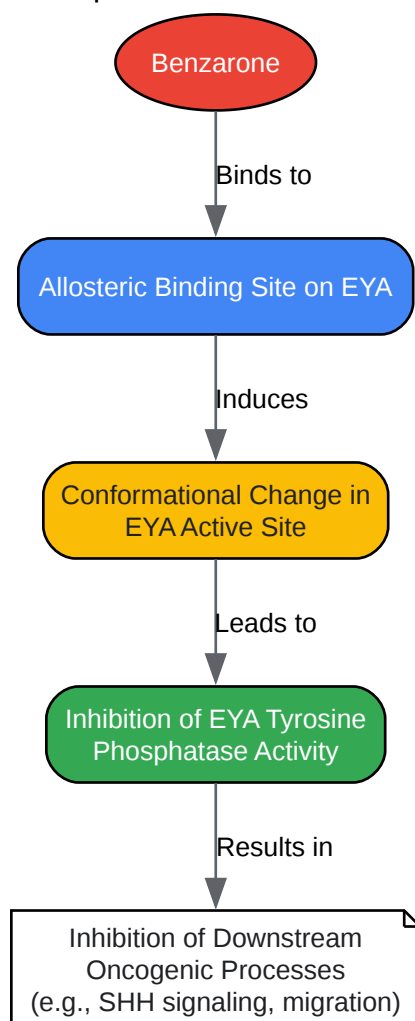 Benzarone
Binds to
Allosteric Binding Site on EYA
Induces
Conformational Change in
EYA Active Site
Leads to
Inhibition of EYA Tyrosine
Phosphatase Activity
Results in
Inhibition of Downstream
Oncogenic Processes
(e.g., SHH signaling, migration)